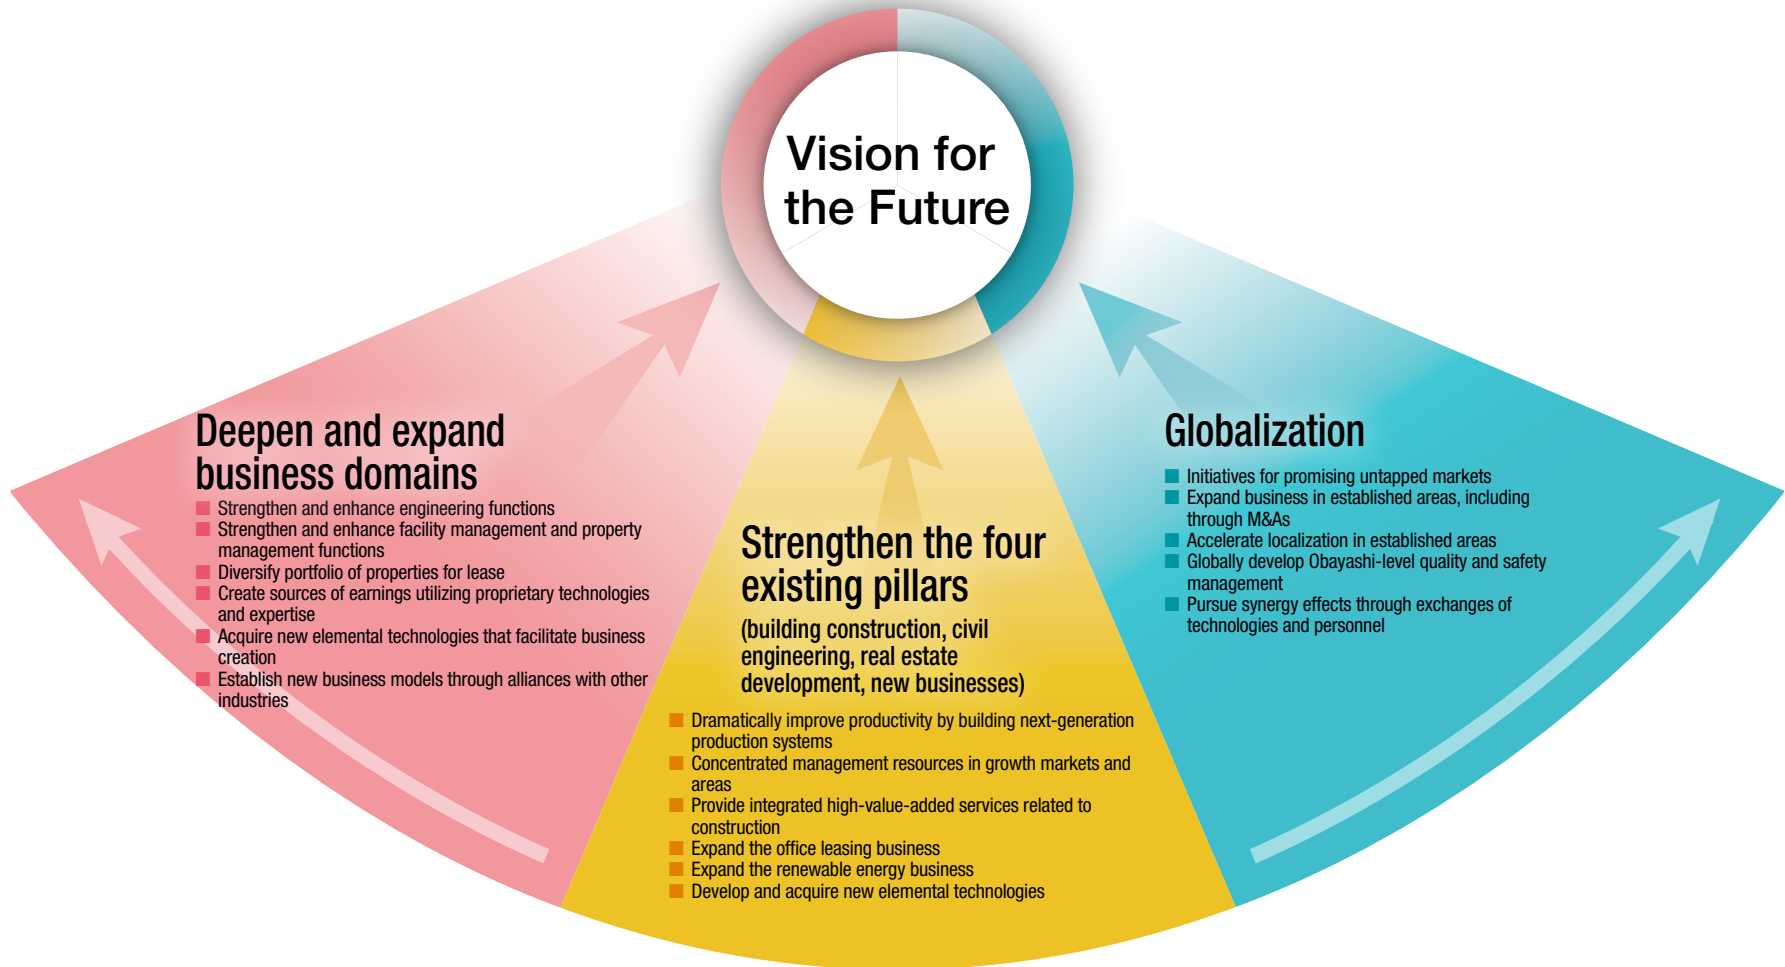 Vision for
the Future
Deepen and expand
business domains
Strengthen and enhance engineering functions
Strengthen and enhance facility management and property
management functions
Diversify portfolio of properties for lease
Create sources of earnings utilizing proprietary technologies
and expertise
Acquire new elemental technologies that facilitate business
creation
Establish new business models through alliances with other
industries
Strengthen the four
existing pillars
(building construction, civil
engineering, real estate
development, new businesses)
Dramatically improve productivity by building next-generation
production systems
Concentrated management resources in growth markets and
areas
Provide integrated high-value-added services related to
construction
Expand the office leasing business
Expand the renewable energy business
Develop and acquire new elemental technologies
Globalization
Initiatives for promising untapped markets
Expand business in established areas, including
through M&As
Accelerate localization in established areas
Globally develop Obayashi-level quality and safety
management
Pursue synergy effects through exchanges of
technologies and personnel